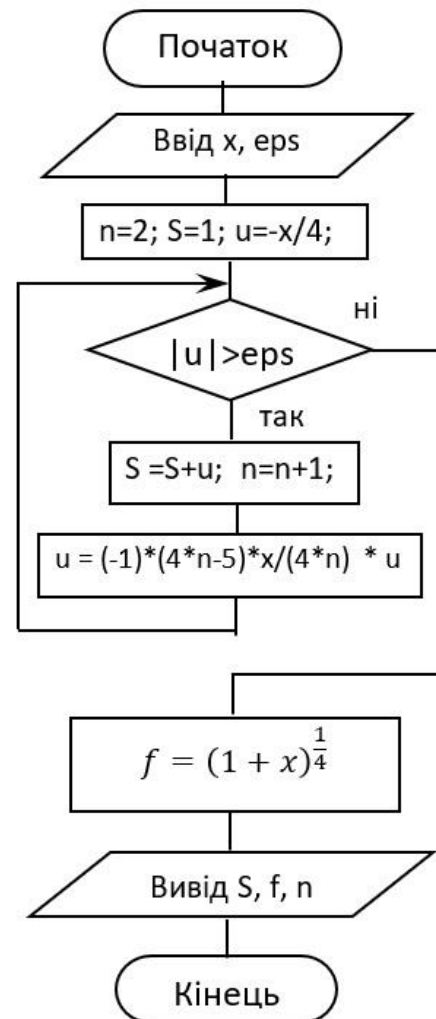 Початок
Ввід x, eps
n=2; S=1; u=-x/4;
ні
|u|>eps
так
S =S+u; n=n+1;
u = (-1)*(4*n-5)*x/(4*n) * u
f = (1 + x)^{\frac{1}{4}}
Вивід S, f, n
Кінець